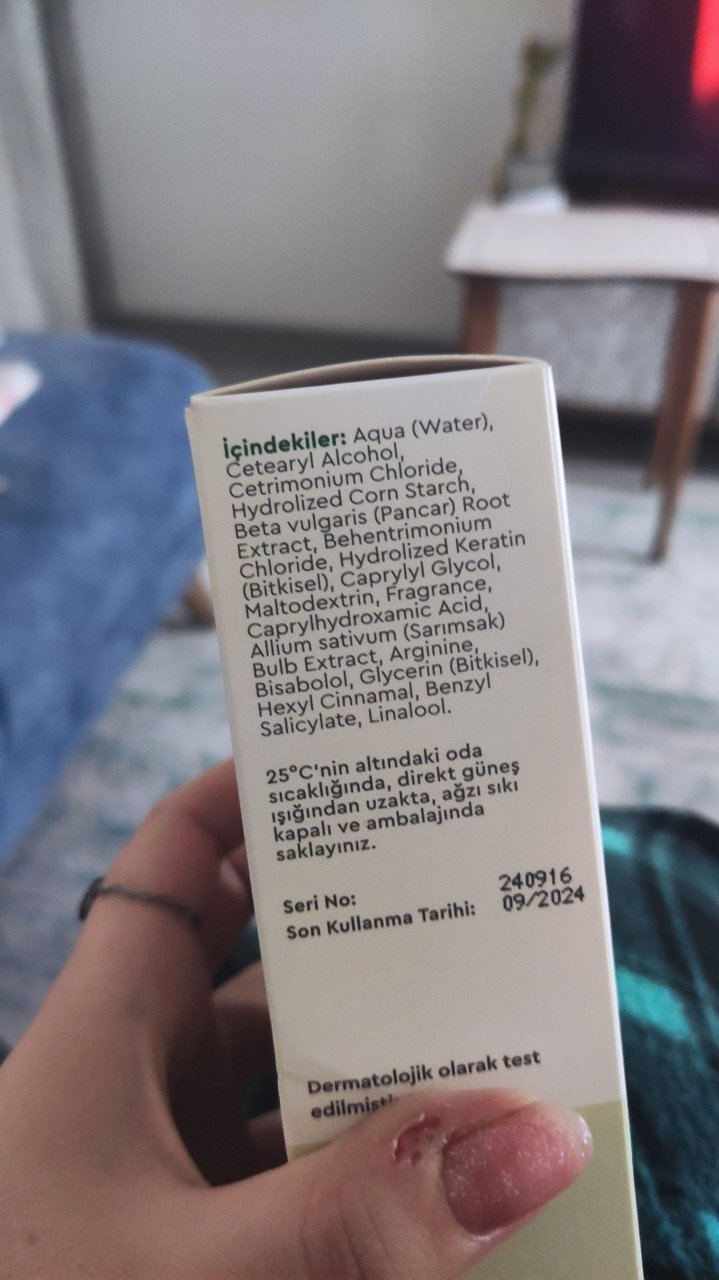 İçindekiler: Aqua (Water),
Cetearyl Alcohol,
Cetrimonium Chloride,
Hydrolized Corn Starch,
Beta vulgaris (Pancar) Root
Extract, Behentrimonium
Chloride, Hydrolized Keratin
(Bitkisel), Caprylyl Glycol,
Maltodextrin, Fragrance,
Caprylhydroxamic Acid,
Allium sativum (Sarımsak)
Bulb Extract, Arginine,
Bisabolol, Glycerin (Bitkisel),
Hexyl Cinnamal, Benzyl
Salicylate, Linalool.
25°C'nin altındaki oda
sıcaklığında, direkt güneş
ışığından uzakta, ağzı sıkı
kapalı ve ambalajında
saklayınız.
Seri No: 240916
Son Kullanma Tarihi: 09/2024
Dermatolojik olarak test